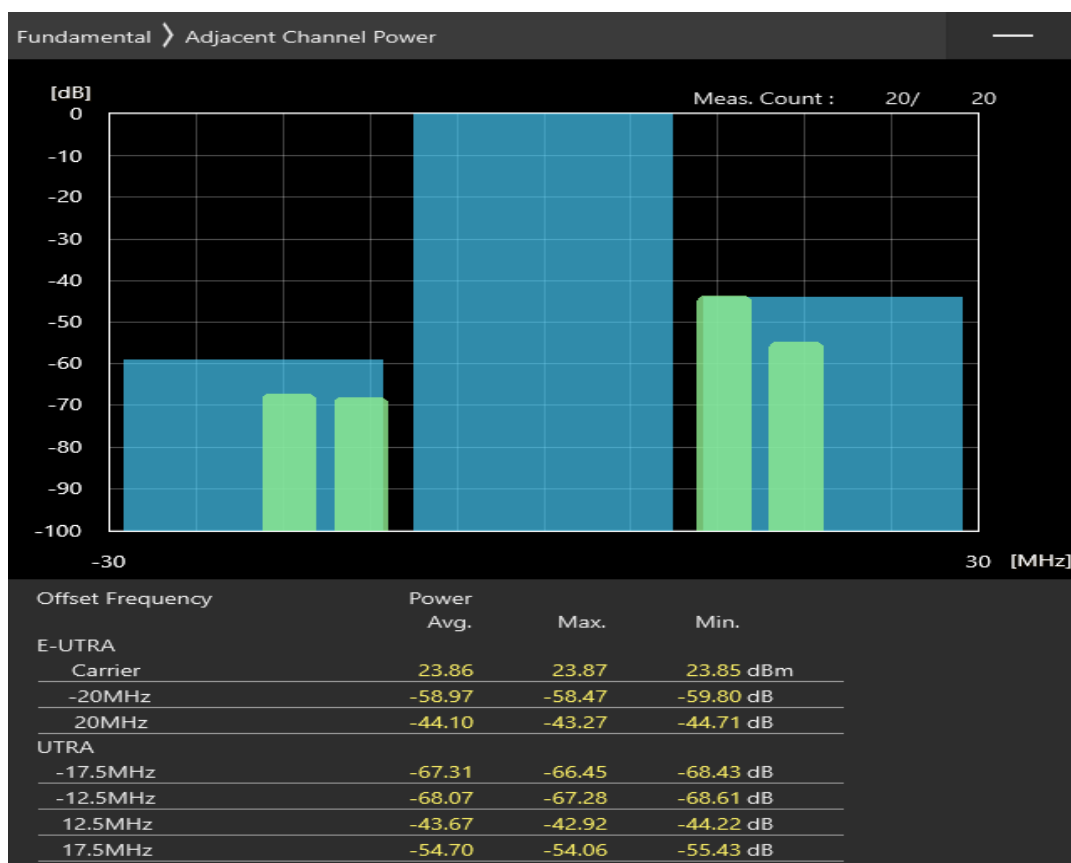 Fundamental ❯ Adjacent Channel Power
[dB]
Meas. Count : 20/ 20
0
-10
-20
-30
-40
-50
-60
-70
-80
-90
-100
-30 30 [MHz]
Offset Frequency Power
Avg. Max. Min.
E-UTRA
Carrier 23.86 23.87 23.85 dBm
-20MHz -58.97 -58.47 -59.80 dB
20MHz -44.10 -43.27 -44.71 dB
UTRA
-17.5MHz -67.31 -66.45 -68.43 dB
-12.5MHz -68.07 -67.28 -68.61 dB
12.5MHz -43.67 -42.92 -44.22 dB
17.5MHz -54.70 -54.06 -55.43 dB